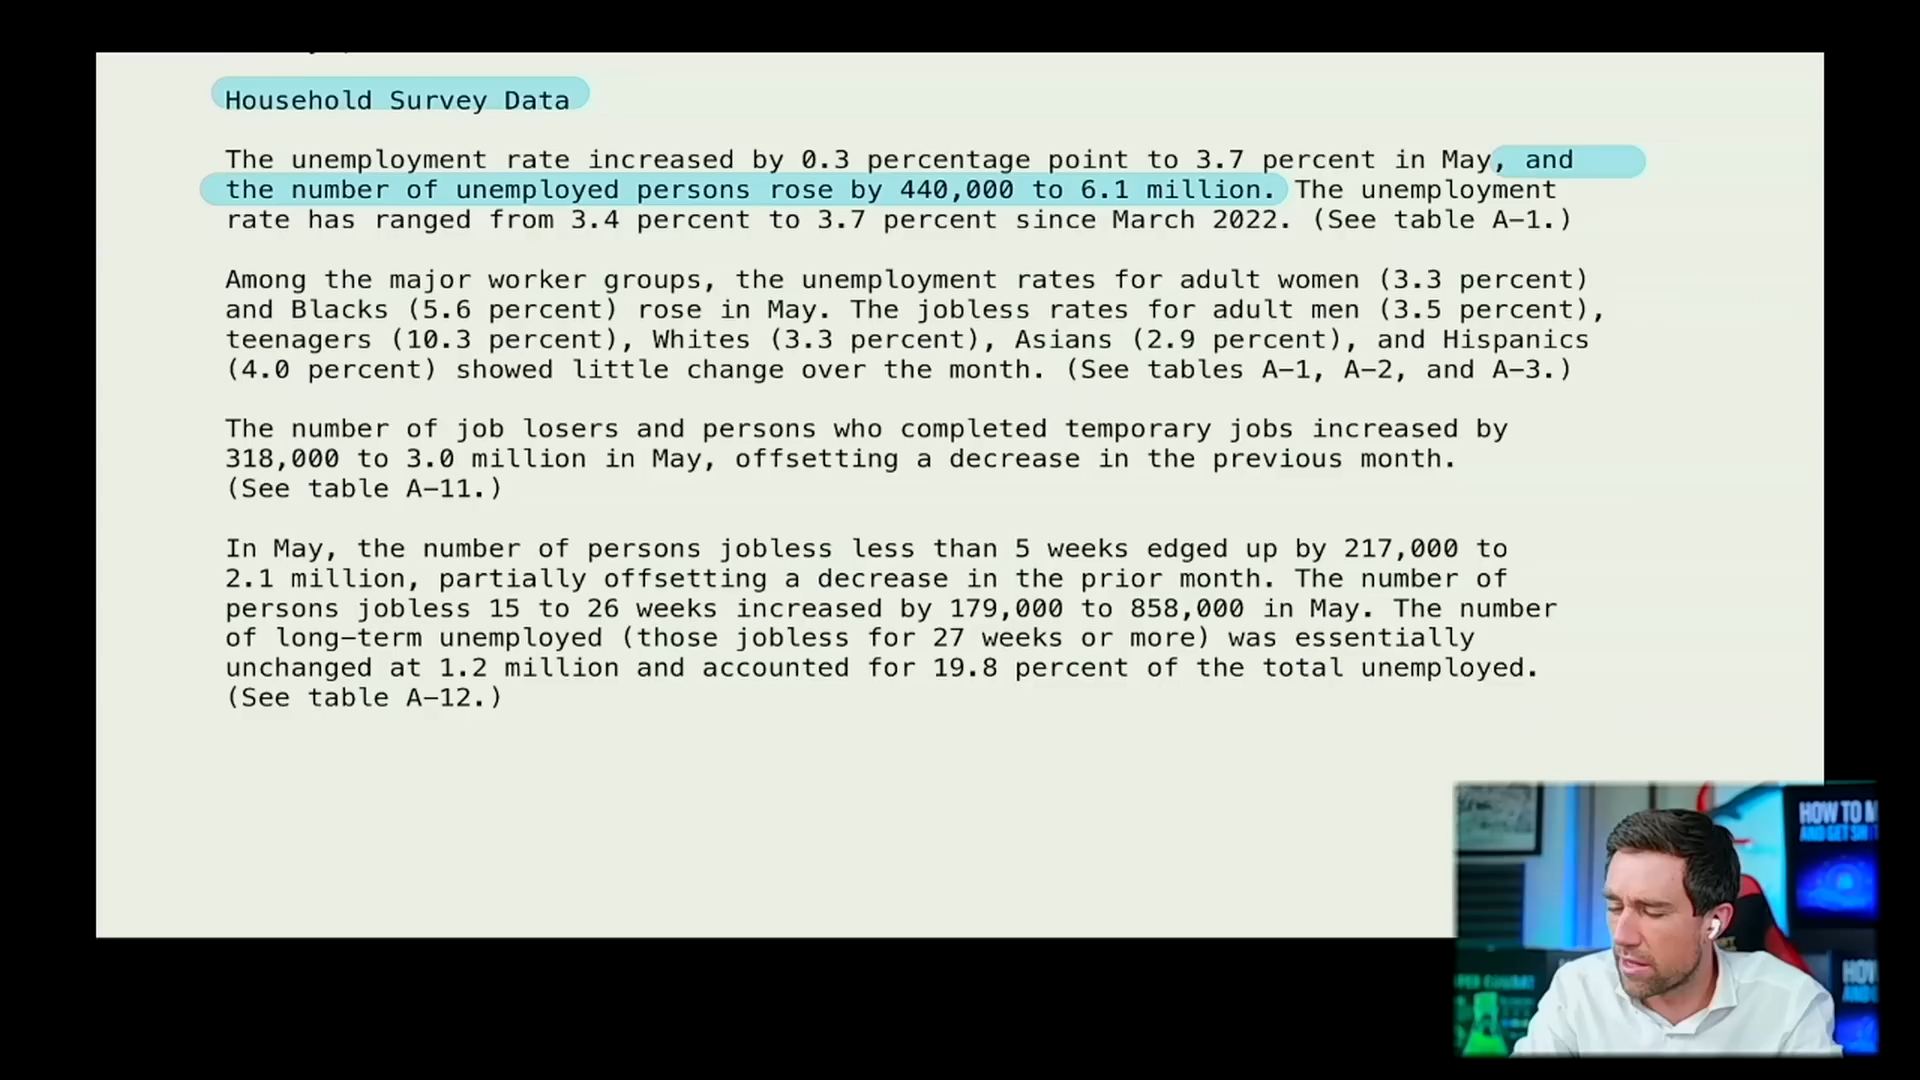 Household Survey Data
The unemployment rate increased by 0.3 percentage point to 3.7 percent in May, and
the number of unemployed persons rose by 440,000 to 6.1 million. The unemployment
rate has ranged from 3.4 percent to 3.7 percent since March 2022. (See table A-1.)
Among the major worker groups, the unemployment rates for adult women (3.3 percent)
and Blacks (5.6 percent) rose in May. The jobless rates for adult men (3.5 percent),
teenagers (10.3 percent), Whites (3.3 percent), Asians (2.9 percent), and Hispanics
(4.0 percent) showed little change over the month. (See tables A-1, A-2, and A-3.)
The number of job losers and persons who completed temporary jobs increased by
318,000 to 3.0 million in May, offsetting a decrease in the previous month.
(See table A-11.)
In May, the number of persons jobless less than 5 weeks edged up by 217,000 to
2.1 million, partially offsetting a decrease in the prior month. The number of
persons jobless 15 to 26 weeks increased by 179,000 to 858,000 in May. The number
of long-term unemployed (those jobless for 27 weeks or more) was essentially
unchanged at 1.2 million and accounted for 19.8 percent of the total unemployed.
(See table A-12.)
HOW TO
AND GET
HOW
AND